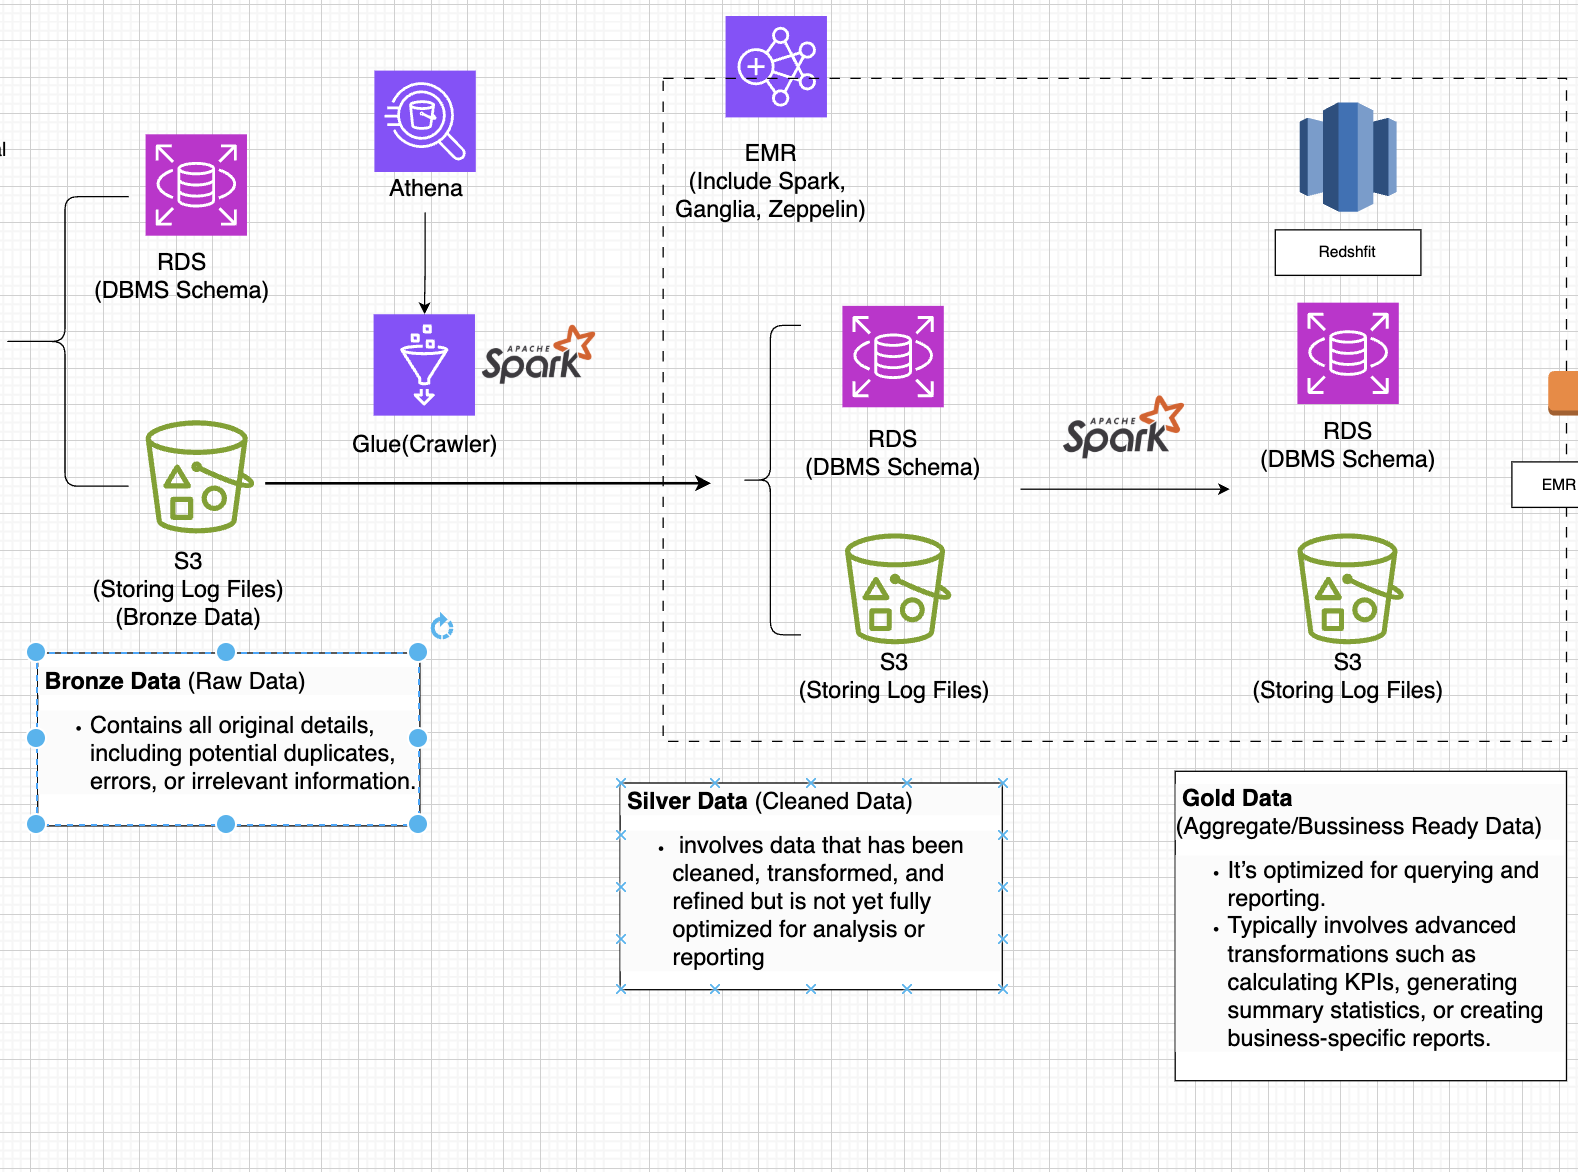 al
RDS
(DBMS Schema)
Athena
Glue(Crawler)
APACHE
Spark
S3
(Storing Log Files)
(Bronze Data)
Bronze Data (Raw Data)
• Contains all original details,
including potential duplicates,
errors, or irrelevant information.
EMR
(Include Spark,
Ganglia, Zeppelin)
RDS
(DBMS Schema)
S3
(Storing Log Files)
APACHE
Spark
Redshfit
RDS
(DBMS Schema)
S3
(Storing Log Files)
EMR
Silver Data (Cleaned Data)
• involves data that has been
cleaned, transformed, and
refined but is not yet fully
optimized for analysis or
reporting
Gold Data
(Aggregate/Bussiness Ready Data)
• It’s optimized for querying and
reporting.
• Typically involves advanced
transformations such as
calculating KPIs, generating
summary statistics, or creating
business-specific reports.